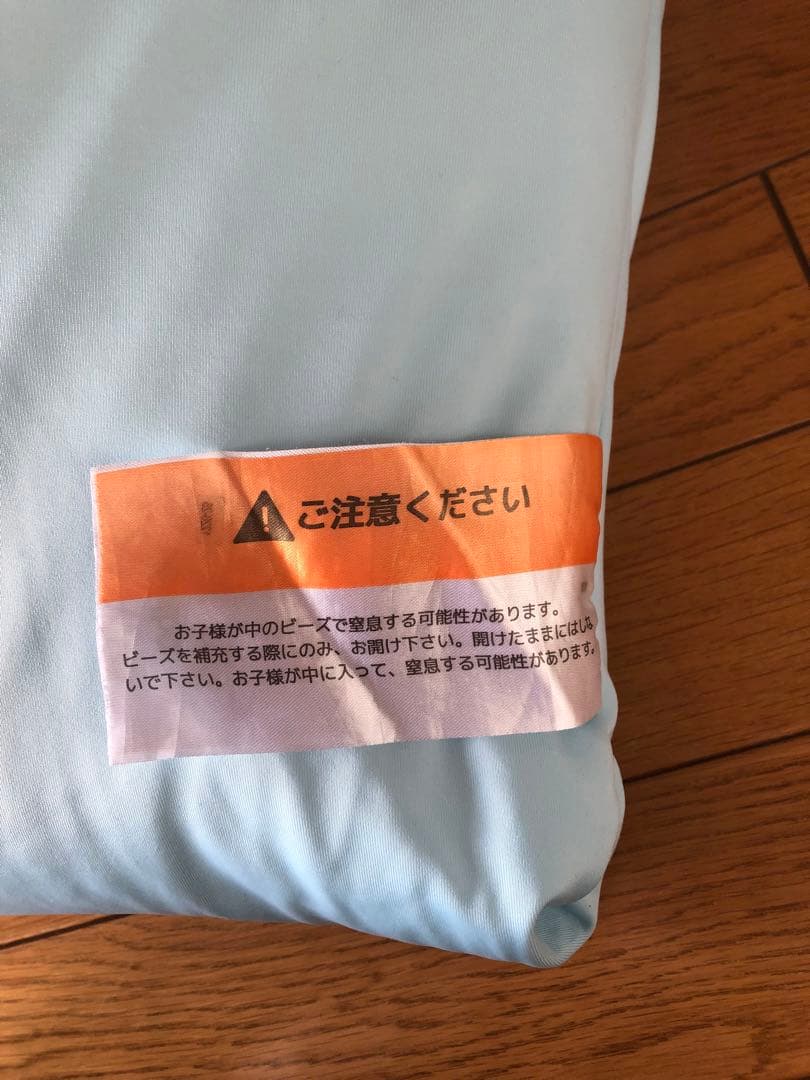 ご注意ください
お子様が中のビーズで窒息する可能性があります。
ビーズを補充する際にのみ、お開け下さい。開けたままにはしな
いで下さい。お子様が中に入って、窒息する可能性があります。